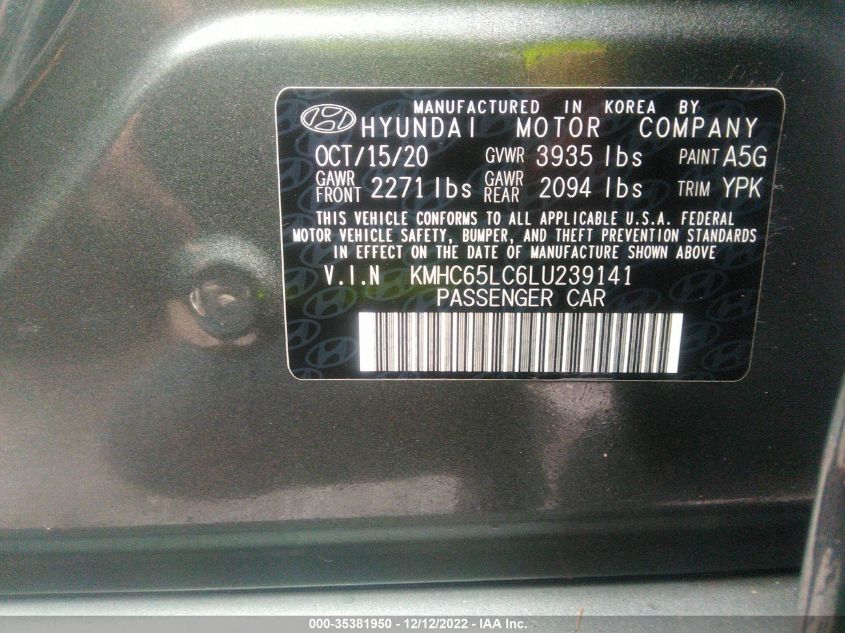 MANUFACTURED IN KOREA BY
HYUNDAI MOTOR COMPANY
OCT/15/20 GVWR 3935 lbs PAINT A5G
GAWR FRONT 2271 lbs GAWR REAR 2094 lbs TRIM YPK
THIS VEHICLE CONFORMS TO ALL APPLICABLE U.S.A. FEDERAL
MOTOR VEHICLE SAFETY, BUMPER, AND THEFT PREVENTION STANDARDS
IN EFFECT ON THE DATE OF MANUFACTURE SHOWN ABOVE
V.I.N KMHC65LC6LU239141
PASSENGER CAR
000-35381950 - 12/12/2022 - IAA Inc.